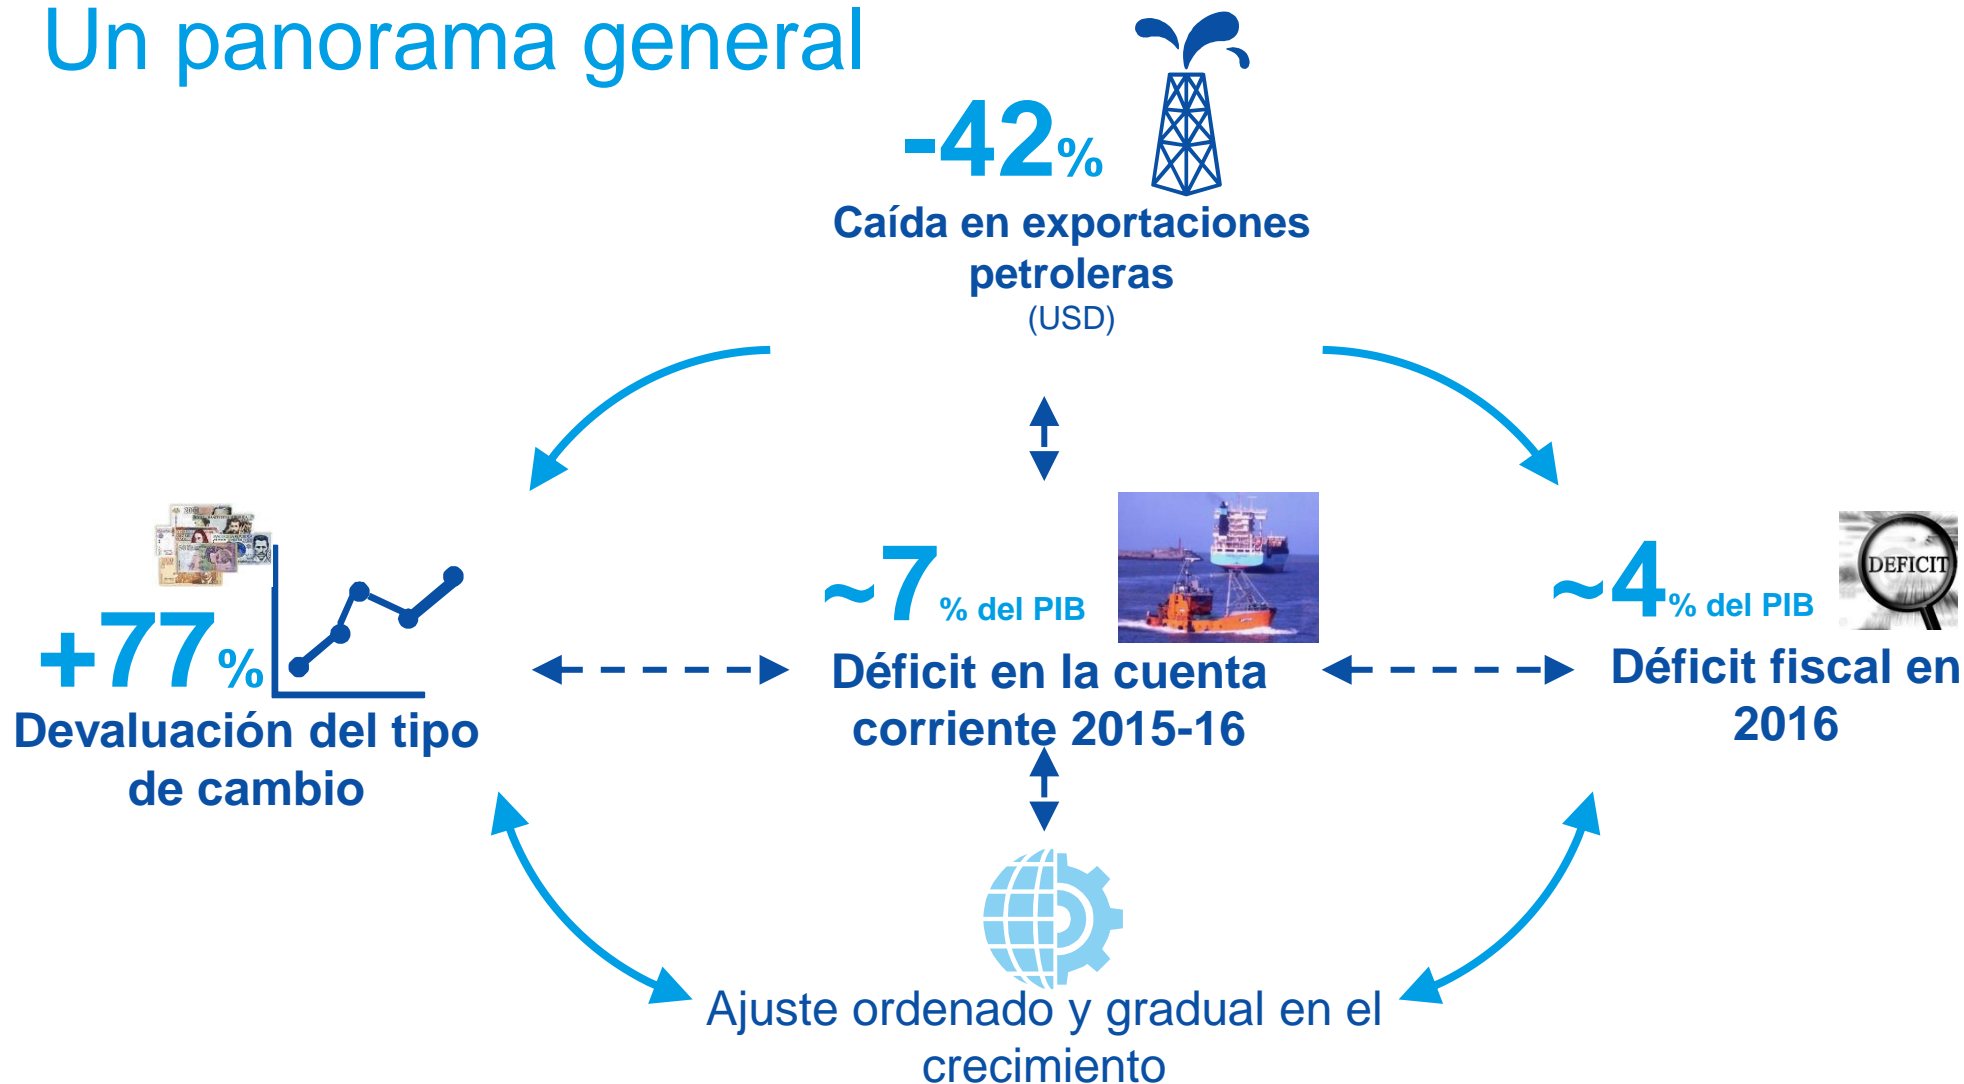 Un panorama general
-42%
Caída en exportaciones
petroleras
(USD)
+77%
Devaluación del tipo
de cambio
~7% del PIB
Déficit en la cuenta
corriente 2015-16
~4% del PIB
DEFICIT
Déficit fiscal en
2016
Ajuste ordenado y gradual en el
crecimiento